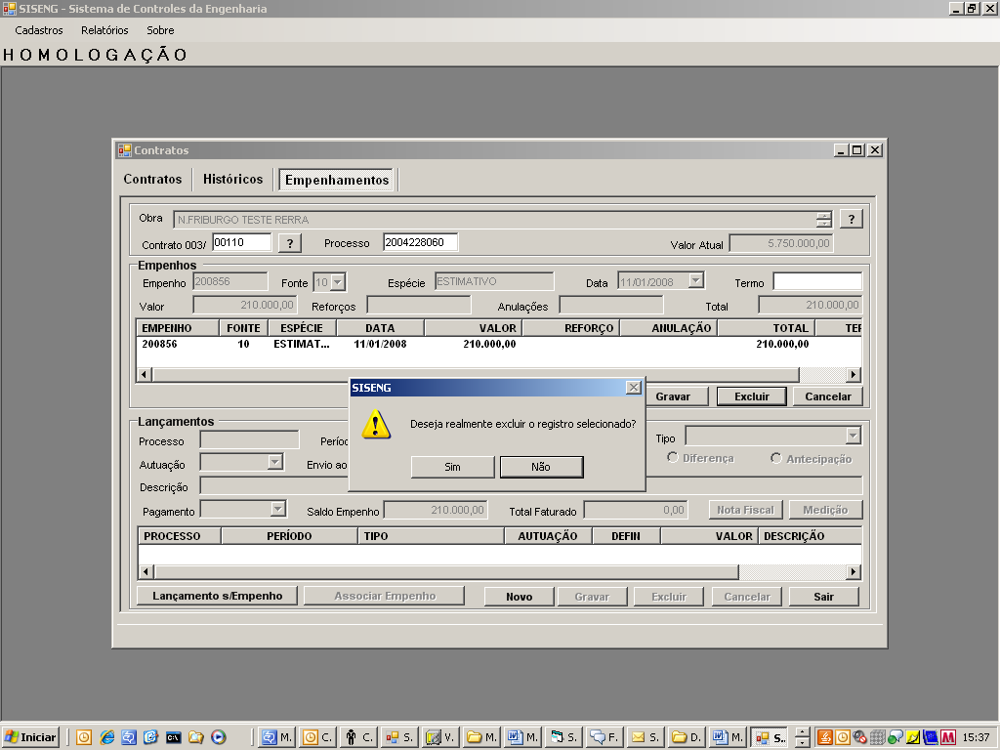 SISENG - Sistema de Controles da Engenharia
Cadastros Relatórios Sobre
HOMOLOGAÇÃO
Contratos
Contratos Históricos Empenhamentos
Obra N.FRIBURGO TESTE RERRA ?
Contrato 003/ 00110 ? Processo 2004228060 Valor Atual 5.750.000,00
Empenhos
Empenho 200856 Fonte 10 Espécie ESTIMATIVO Data 11/01/2008 Termo
Valor 210.000,00 Reforços Anulações Total 210.000,00
EMPENHO FONTE ESPÉCIE DATA VALOR REFORÇO ANULAÇÃO TOTAL TER
200856 10 ESTIMAT... 11/01/2008 210.000,00 210.000,00
Gravar Excluir Cancelar
SISENG
Deseja realmente excluir o registro selecionado?
Sim Não
Lançamentos
Processo Períoc Tipo
Autuação Envio ao Diferença Antecipação
Descrição
Pagamento Saldo Empenho 210.000,00 Total Faturado 0,00 Nota Fiscal Medição
PROCESSO PERÍODO TIPO AUTUAÇÃO DEFIN VALOR DESCRIÇÃO
Lançamento s/Empenho Associar Empenho Novo Gravar Excluir Cancelar Sair
Iniciar M. C. C. S. V. M. M. S. F. S. D. M. S.. 15:37